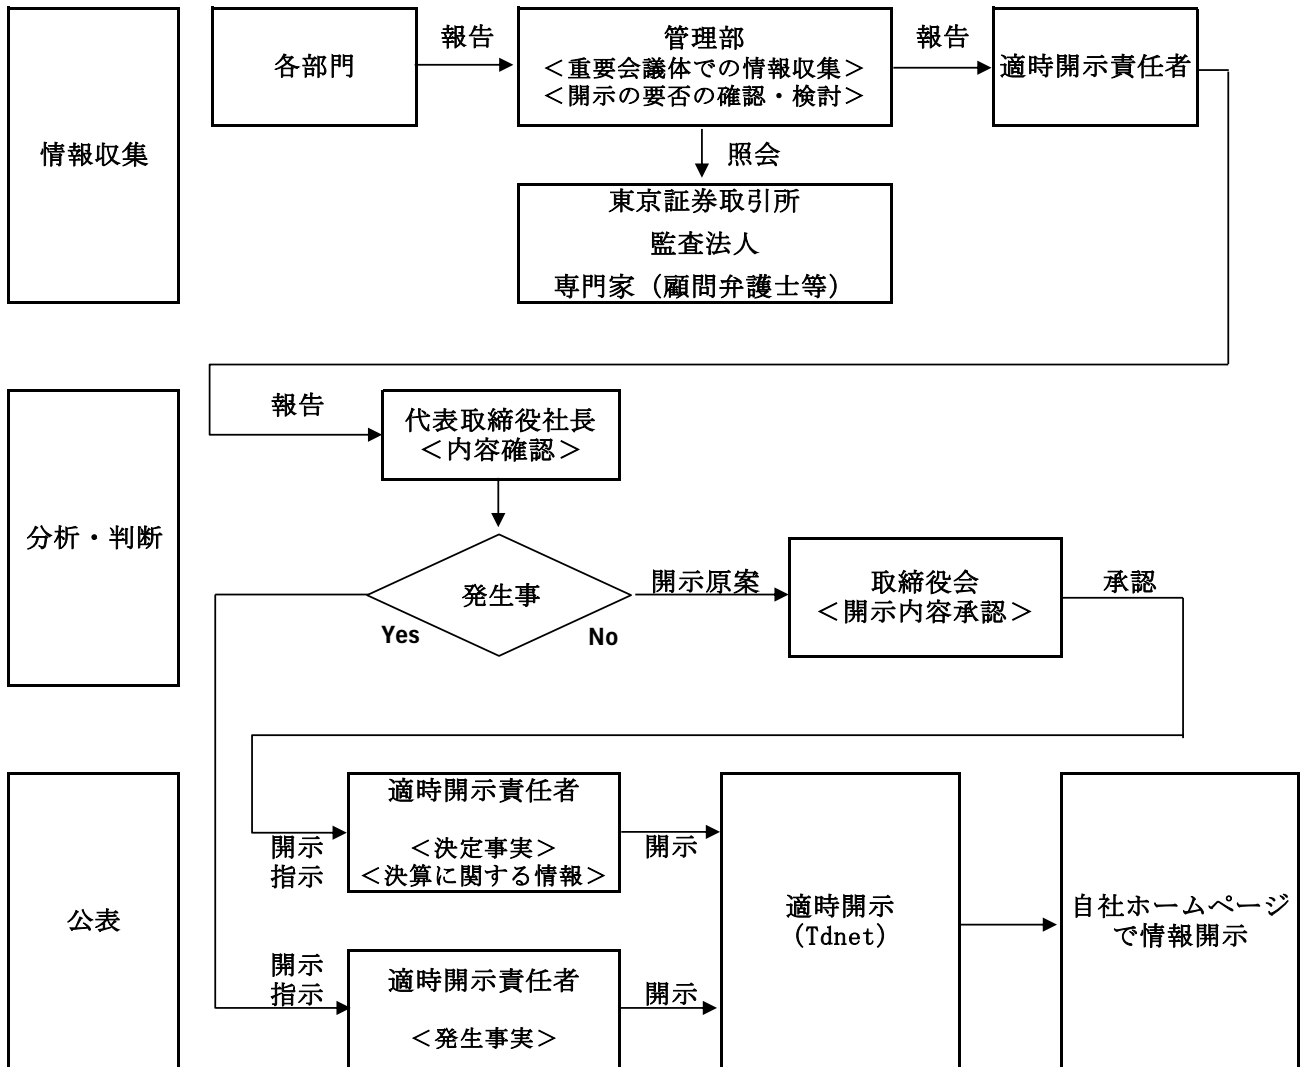 情報収集
各部門
報告
管理部
＜重要会議体での情報収集＞
＜開示の要否の確認・検討＞
報告
適時開示責任者
照会
東京証券取引所
監査法人
専門家（顧問弁護士等）
分析・判断
報告
代表取締役社長
＜内容確認＞
発生事
Yes
No
開示原案
取締役会
＜開示内容承認＞
承認
公表
開示
指示
適時開示責任者
＜決定事実＞
＜決算に関する情報＞
開示
開示
指示
適時開示責任者
＜発生事実＞
開示
適時開示
(Tdnet)
自社ホームページ
で情報開示